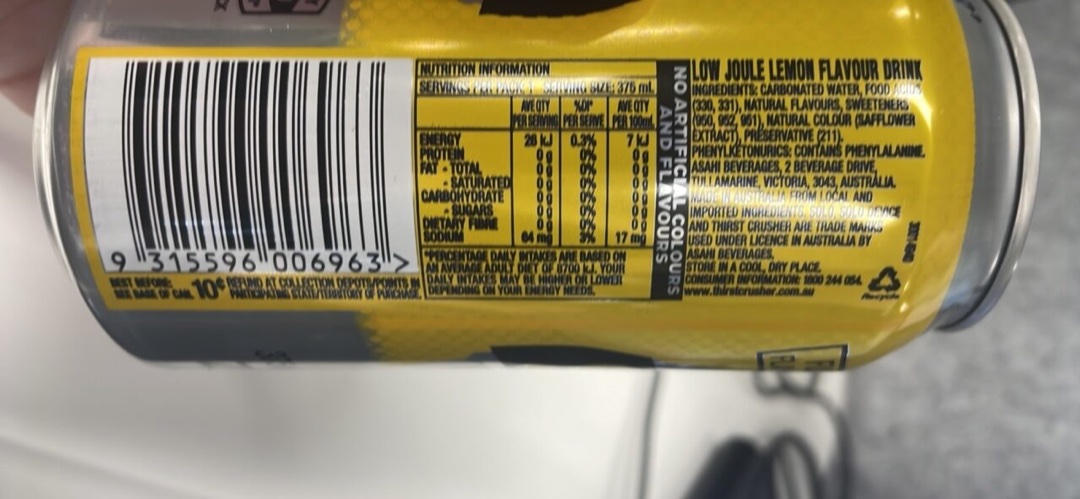 9 315596 006963 >
BEST BEFORE:
SEE BASE OF CAN.
10¢ REFUND AT COLLECTION DEPOTS/POINTS IN
PARTICIPATING STATE/TERRITORY OF PURCHASE.
NUTRITION INFORMATION
SERVINGS PER PACK: 1 SERVING SIZE: 375 mL
AVE QTY PER SERVING %DI* PER SERVE AVE QTY PER 100mL
ENERGY 26 kJ 0.3% 7 kJ
PROTEIN 0 g 0% 0 g
FAT - TOTAL 0 g 0% 0 g
- SATURATED 0 g 0% 0 g
CARBOHYDRATE 0 g 0% 0 g
- SUGARS 0 g 0% 0 g
DIETARY FIBRE 0 g 0% 0 g
SODIUM 64 mg 3% 17 mg
*PERCENTAGE DAILY INTAKES ARE BASED ON
AN AVERAGE ADULT DIET OF 8700 kJ. YOUR
DAILY INTAKES MAY BE HIGHER OR LOWER
DEPENDING ON YOUR ENERGY NEEDS.
NO ARTIFICIAL COLOURS
AND FLAVOURS
LOW JOULE LEMON FLAVOUR DRINK
INGREDIENTS: CARBONATED WATER, FOOD ACIDS
(330, 331), NATURAL FLAVOURS, SWEETENERS
(950, 952, 951), NATURAL COLOUR (SAFFLOWER
EXTRACT), PRESERVATIVE (211).
PHENYLKETONURICS: CONTAINS PHENYLALANINE.
ASAHI BEVERAGES, 2 BEVERAGE DRIVE,
TULLAMARINE, VICTORIA, 3043, AUSTRALIA.
MADE IN AUSTRALIA FROM LOCAL AND
IMPORTED INGREDIENTS. SOLO, SOLO DEVICE
AND THIRST CRUSHER ARE TRADE MARKS
USED UNDER LICENCE IN AUSTRALIA BY
ASAHI BEVERAGES.
STORE IN A COOL, DRY PLACE.
CONSUMER INFORMATION: 1800 244 054.
www.thirstcrusher.com.au
Recycle